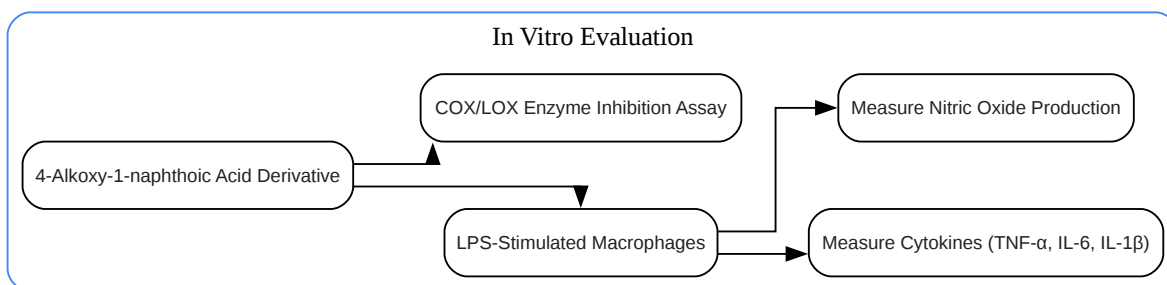 In Vitro Evaluation
COX/LOX Enzyme Inhibition Assay
Measure Nitric Oxide Production
4-Alkoxy-1-naphthoic Acid Derivative
LPS-Stimulated Macrophages
Measure Cytokines (TNF-α, IL-6, IL-1β)